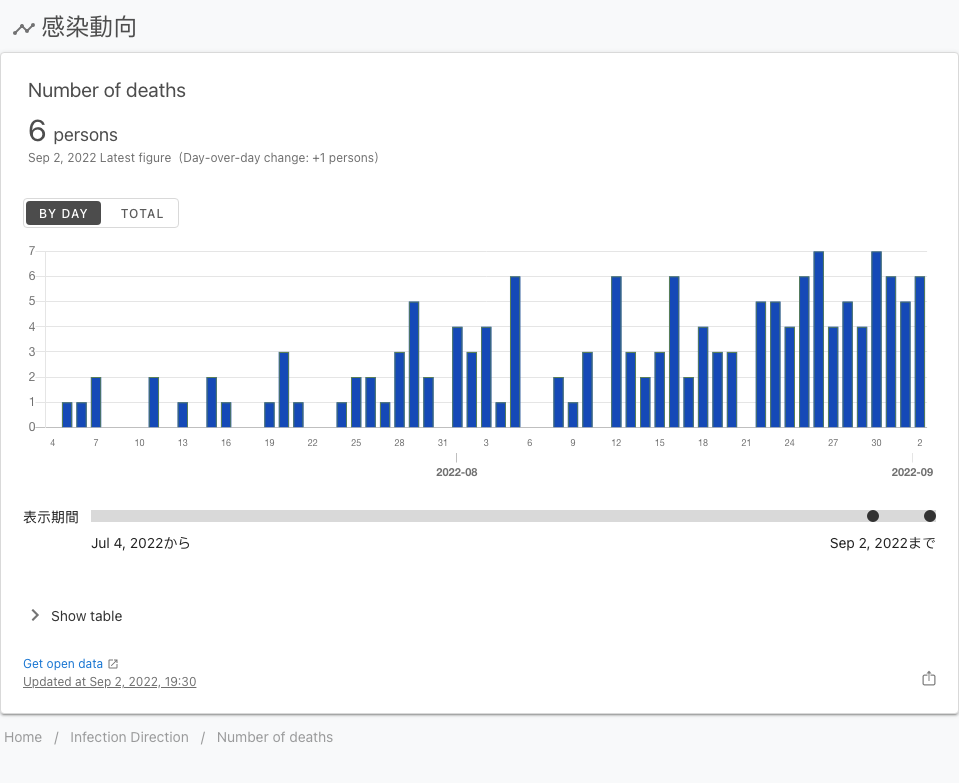 感染動向
Number of deaths
6 persons
Sep 2, 2022 Latest figure (Day-over-day change: +1 persons)
BY DAY TOTAL
7
6
5
4
3
2
1
0
4 7 10 13 16 19 22 25 28 31 3 6 9 12 15 18 21 24 27 30 2
2022-08 2022-09
表示期間
Jul 4, 2022から Sep 2, 2022まで
Show table
Get open data
Updated at Sep 2, 2022, 19:30
Home / Infection Direction / Number of deaths